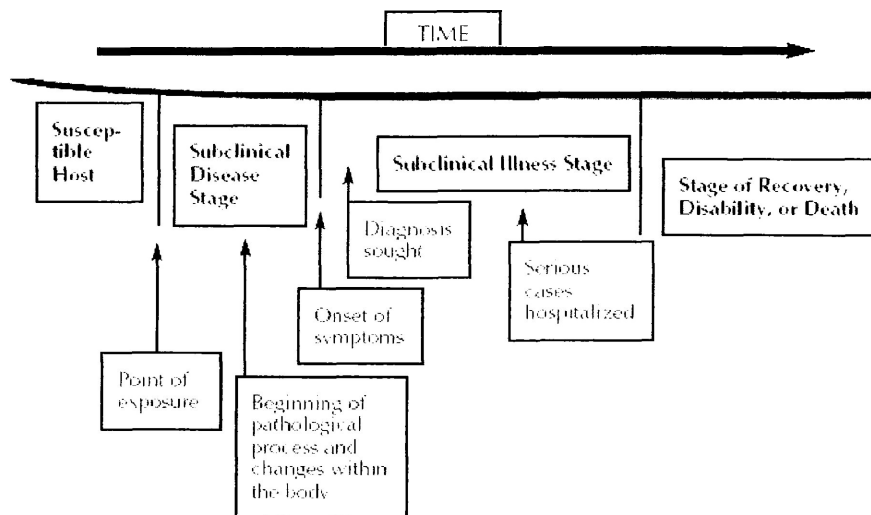 TIME
Suscep-
tible
Host
Subclinical
Disease
Stage
Subclinical Illness Stage
Stage of Recovery,
Disability, or Death
Diagnosis
sought
Serious
cases
hospitalized
Onset of
symptoms
Point of
exposure
Beginning of
pathological
process and
changes within
the body